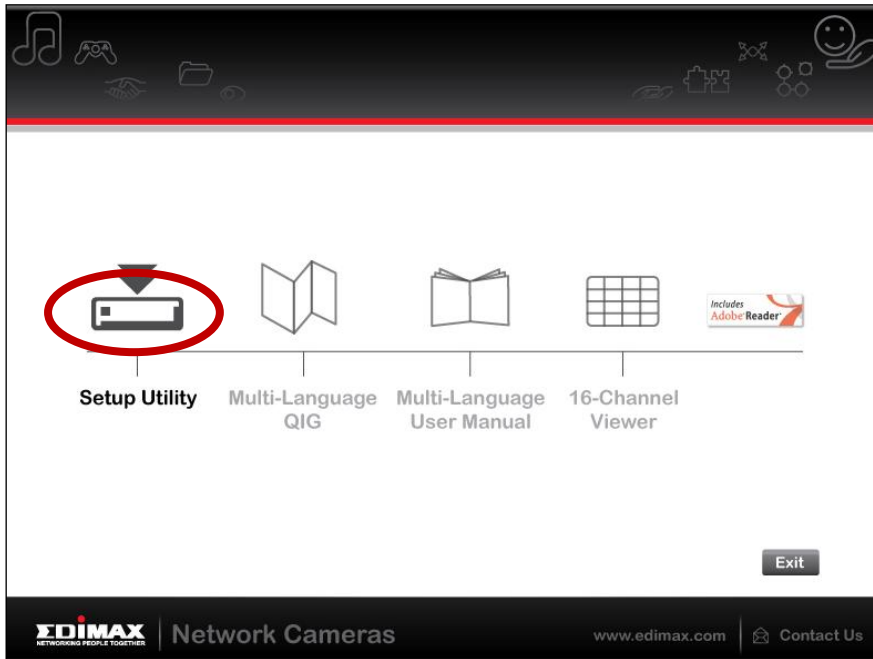 Includes
Adobe Reader
Setup Utility
Multi-Language
QIG
Multi-Language
User Manual
16-Channel
Viewer
Exit
EDIMAX
NETWORKING PEOPLE TOGETHER
Network Cameras
www.edimax.com
Contact Us